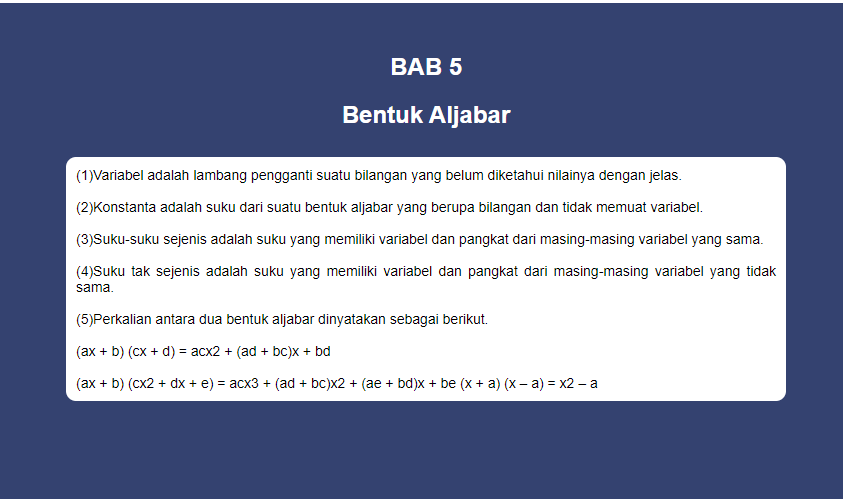 BAB 5
Bentuk Aljabar
(1)Variabel adalah lambang pengganti suatu bilangan yang belum diketahui nilainya dengan jelas.
(2)Konstanta adalah suku dari suatu bentuk aljabar yang berupa bilangan dan tidak memuat variabel.
(3)Suku-suku sejenis adalah suku yang memiliki variabel dan pangkat dari masing-masing variabel yang sama.
(4)Suku tak sejenis adalah suku yang memiliki variabel dan pangkat dari masing-masing variabel yang tidak
sama.
(5)Perkalian antara dua bentuk aljabar dinyatakan sebagai berikut.
(ax + b) (cx + d) = acx2 + (ad + bc)x + bd
(ax + b) (cx2 + dx + e) = acx3 + (ad + bc)x2 + (ae + bd)x + be (x + a) (x – a) = x2 – a